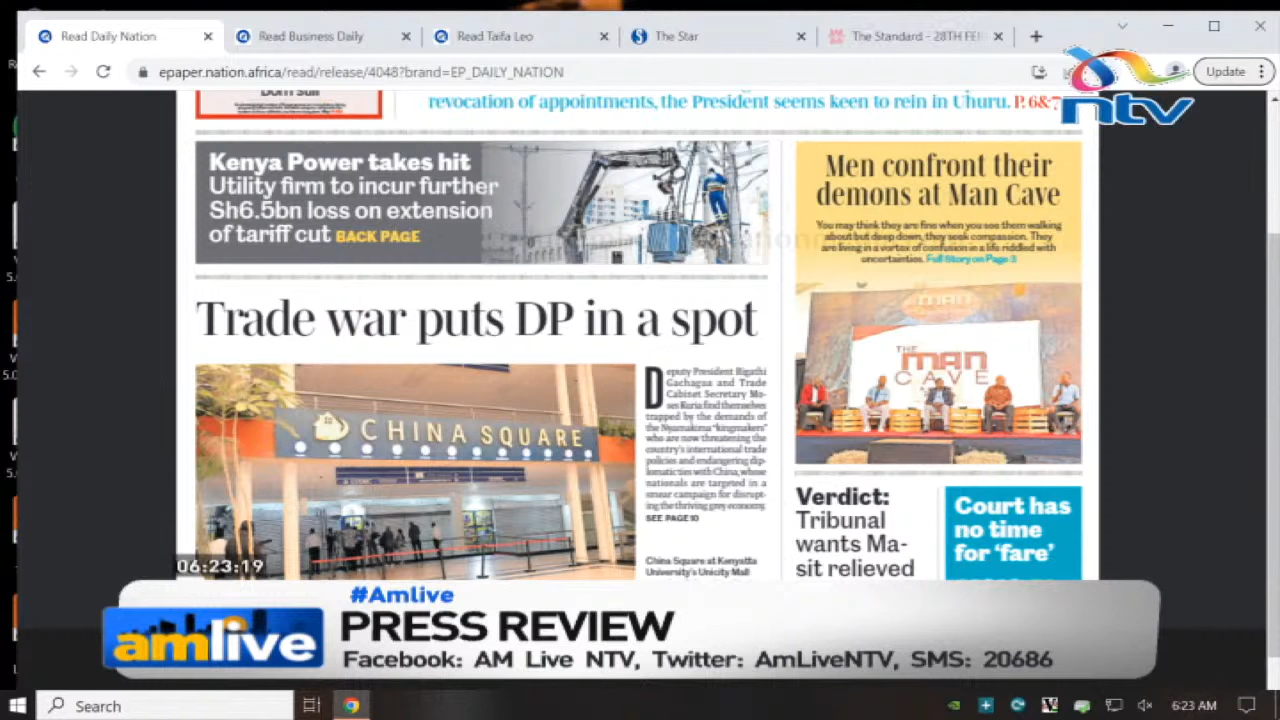 Read Daily Nation
Read Business Daily
Read Taifa Leo
The Star
The Standard - 28TH FEB
epaper.nation.africa/read/release/4048?brand=EP_DAILY_NATION
Update
ntv
revocation of appointments, the President seems keen to rein in Uhuru. P. 6&7
Kenya Power takes hit
Utility firm to incur further
Sh6.5bn loss on extension
of tariff cut BACK PAGE
Men confront their
demons at Man Cave
You may think they are fine when you see them walking
about but deep down, they seek compassion. They
are living in a vortex of confusion in a life riddled with
uncertainties. Full Story on Page 3
THE
MAN
CAVE
Trade war puts DP in a spot
CHINA SQUARE
Deputy President Rigathi
Gachagua and Trade
Cabinet Secretary Mo-
ses Kuria find themselves
trapped by the demands of
the Nyamakima "kingmakers"
who are now threatening the
country's international trade
policies and endangering dip-
lomatic ties with China, whose
nationals are targeted in a
smear campaign for disrupt-
ing the thriving grey economy.
SEE PAGE 10
China Square at Kenyatta
University's Unicity Mall
Verdict:
Tribunal
wants Ma-
sit relieved
Court has
no time
for 'fare'
06:23:19
#Amlive
amlive
PRESS REVIEW
Facebook: AM Live NTV, Twitter: AmLiveNTV, SMS: 20686
Search
6:23 AM